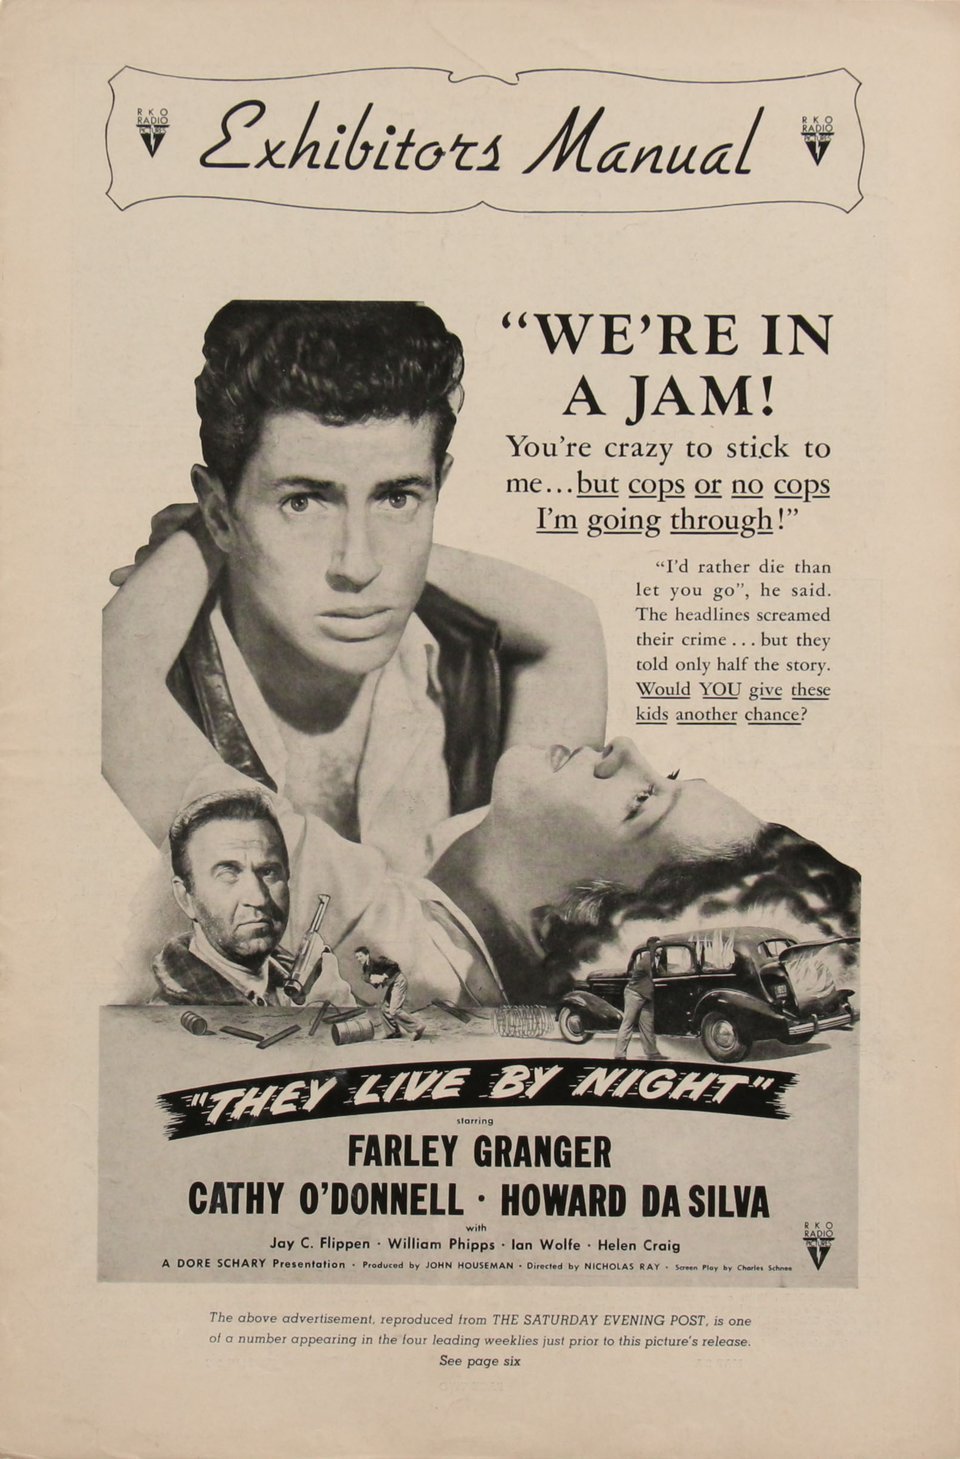 RKO
RADIO
PICTURES
Exhibitors Manual
RKO
RADIO
PICTURES
"WE'RE IN
A JAM!
You're crazy to stick to
me...but cops or no cops
I'm going through!"
"I'd rather die than
let you go", he said.
The headlines screamed
their crime...but they
told only half the story.
Would YOU give these
kids another chance?
"THEY LIVE BY NIGHT"
starring
FARLEY GRANGER
CATHY O'DONNELL · HOWARD DA SILVA
with
Jay C. Flippen · William Phipps · Ian Wolfe · Helen Craig
A DORE SCHARY Presentation · Produced by JOHN HOUSEMAN · Directed by NICHOLAS RAY · Screen Play by Charles Schnee
RKO
RADIO
PICTURES
The above advertisement, reproduced from THE SATURDAY EVENING POST, is one
of a number appearing in the four leading weeklies just prior to this picture's release.
See page six